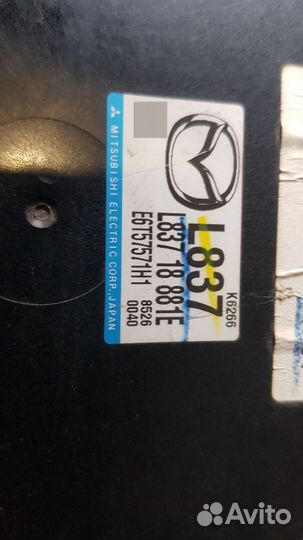 K6266
L837
L837 18 881E
E6T57571H1 8526
0040
MITSUBISHI ELECTRIC CORP., JAPAN
Avito